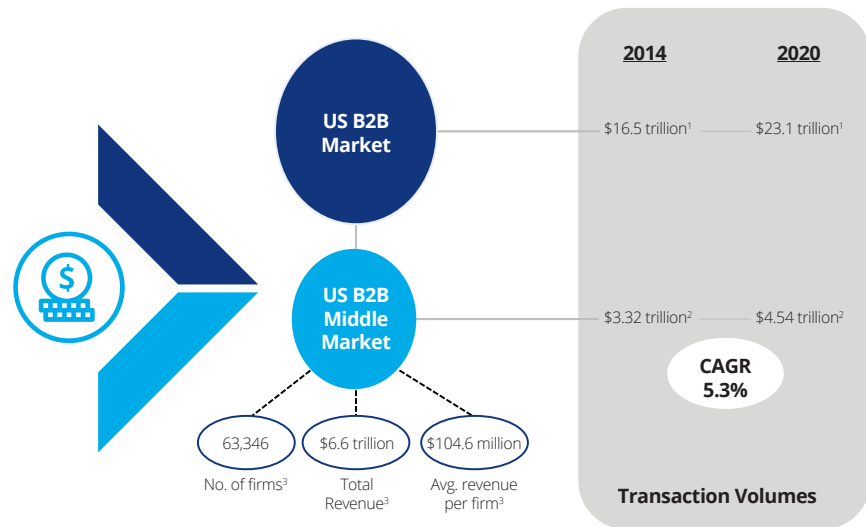 2014 2020
US B2B
Market
$16.5 trillion¹ $23.1 trillion¹
$
US B2B
Middle
Market
$3.32 trillion² $4.54 trillion²
CAGR
5.3%
63,346 $6.6 trillion $104.6 million
No. of firms³ Total Avg. revenue
Revenue³ per firm³
Transaction Volumes